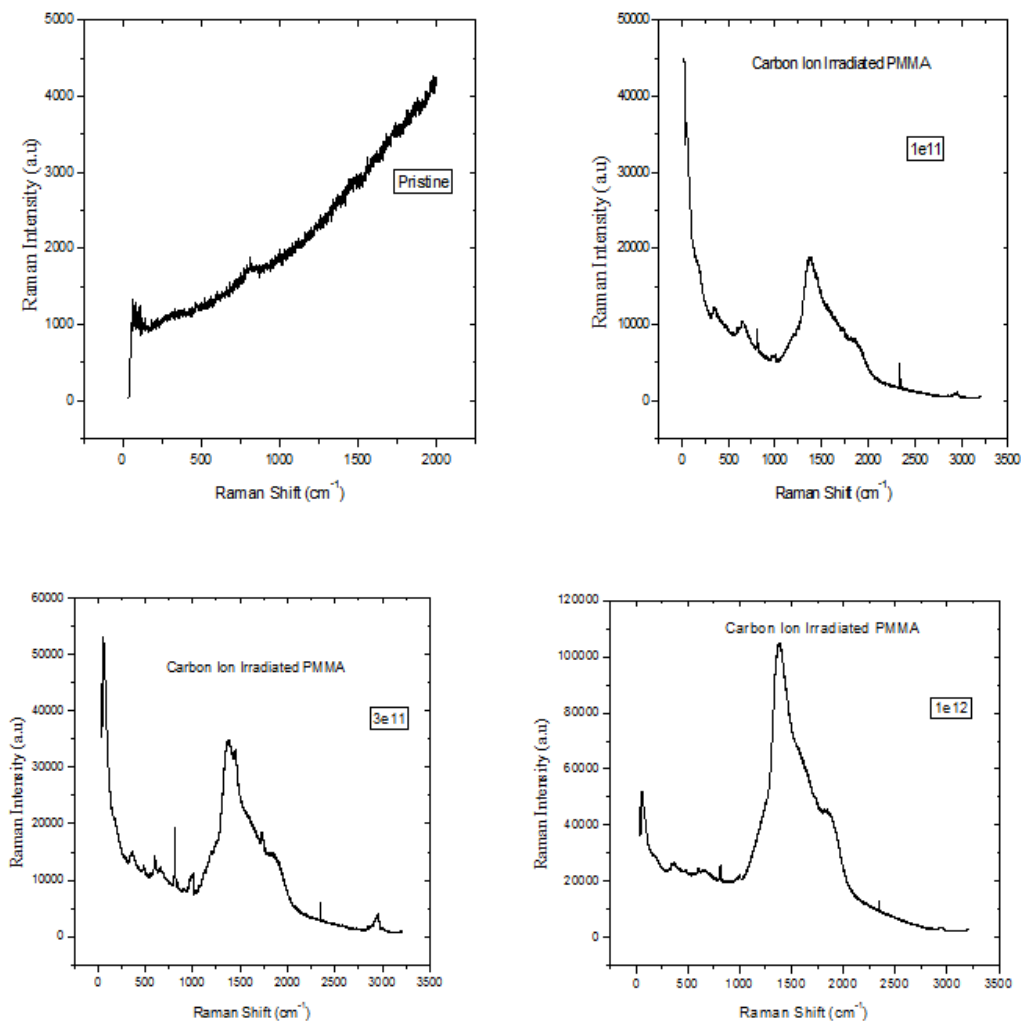 5000
4000
3000
2000
1000
0
Raman Intensity (a.u)
Pristine
0 500 1000 1500 2000
Raman Shift (cm⁻¹)
50000
40000
30000
20000
10000
0
Raman Intensity ( a.u)
Carbon Ion Irradiated PMMA
1e11
0 500 1000 1500 2000 2500 3000 3500
Raman Shift (cm⁻¹)
60000
50000
40000
30000
20000
10000
0
Raman Intensity (a.u)
Carbon Ion Irradiated PMMA
3e11
0 500 1000 1500 2000 2500 3000 3500
Raman Shift (cm⁻¹)
120000
100000
80000
60000
40000
20000
0
Raman Intensity (a.u)
Carbon Ion Irradiated PMMA
1e12
0 500 1000 1500 2000 2500 3000 3500
Raman Shift (cm⁻¹)